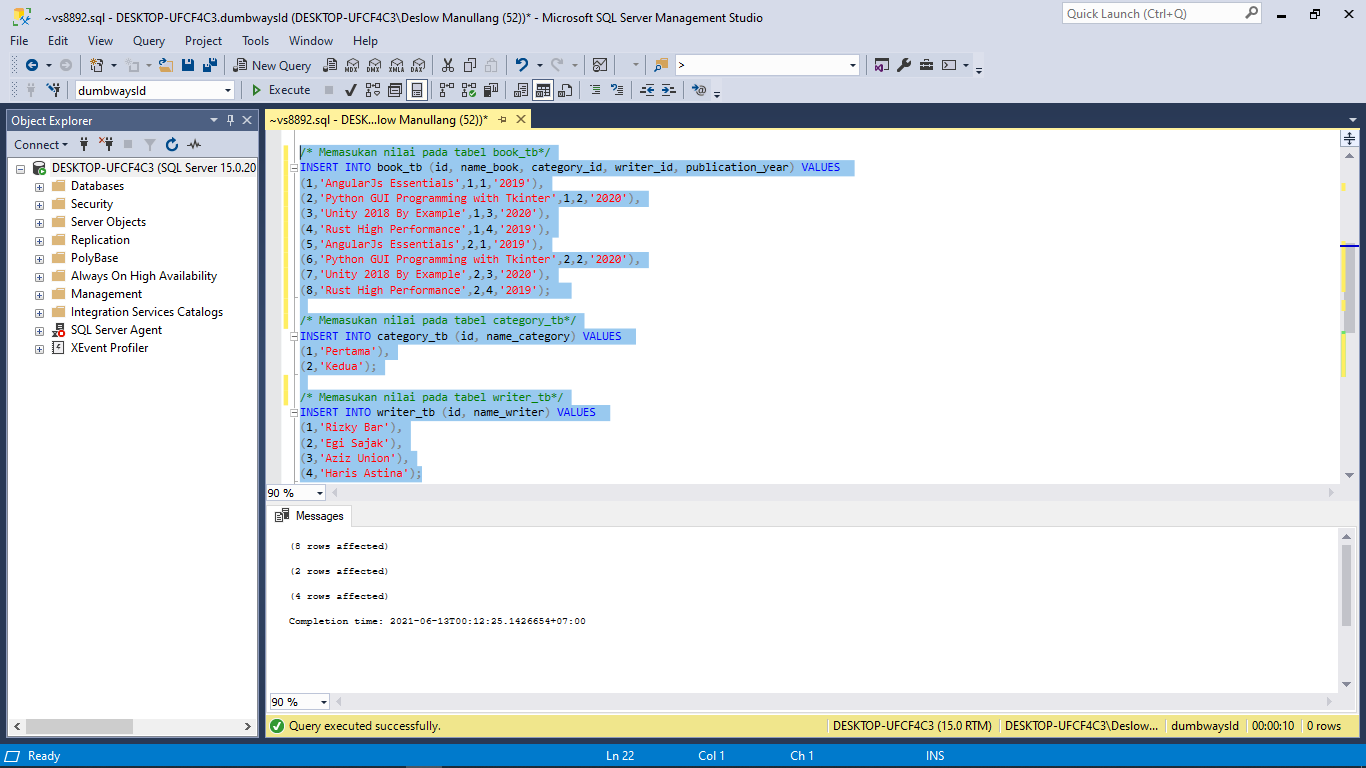 ~vs8892.sql - DESKTOP-UFCF4C3.dumbwaysld (DESKTOP-UFCF4C3\Deslow Manullang (52))* - Microsoft SQL Server Management Studio
Quick Launch (Ctrl+Q)
File Edit View Query Project Tools Window Help
New Query MDX DMX XMLA DAX >
dumbwaysld Execute
Object Explorer
~vs8892.sql - DESK...low Manullang (52))*
Connect
DESKTOP-UFCF4C3 (SQL Server 15.0.20
Databases
Security
Server Objects
Replication
PolyBase
Always On High Availability
Management
Integration Services Catalogs
SQL Server Agent
XEvent Profiler
/* Memasukan nilai pada tabel book_tb*/
INSERT INTO book_tb (id, name_book, category_id, writer_id, publication_year) VALUES
(1,'AngularJs Essentials',1,1,'2019'),
(2,'Python GUI Programming with Tkinter',1,2,'2020'),
(3,'Unity 2018 By Example',1,3,'2020'),
(4,'Rust High Performance',1,4,'2019'),
(5,'AngularJs Essentials',2,1,'2019'),
(6,'Python GUI Programming with Tkinter',2,2,'2020'),
(7,'Unity 2018 By Example',2,3,'2020'),
(8,'Rust High Performance',2,4,'2019');
/* Memasukan nilai pada tabel category_tb*/
INSERT INTO category_tb (id, name_category) VALUES
(1,'Pertama'),
(2,'Kedua');
/* Memasukan nilai pada tabel writer_tb*/
INSERT INTO writer_tb (id, name_writer) VALUES
(1,'Rizky Bar'),
(2,'Egi Sajak'),
(3,'Aziz Union'),
(4,'Haris Astina');
90 %
Messages
(8 rows affected)
(2 rows affected)
(4 rows affected)
Completion time: 2021-06-13T00:12:25.1426654+07:00
90 %
Query executed successfully. DESKTOP-UFCF4C3 (15.0 RTM) DESKTOP-UFCF4C3\Deslow... dumbwaysld 00:00:10 0 rows
Ready Ln 22 Col 1 Ch 1 INS